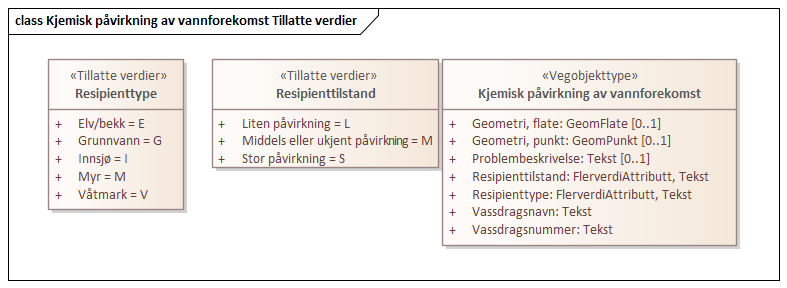 class Kjemisk påvirkning av vannforekomst Tillatte verdier
«Tillatte verdier»
Resipienttype
+ Elv/bekk = E
+ Grunnvann = G
+ Innsjø = I
+ Myr = M
+ Våtmark = V
«Tillatte verdier»
Resipienttilstand
+ Liten påvirkning = L
+ Middels eller ukjent påvirkning = M
+ Stor påvirkning = S
«Vegobjekttype»
Kjemisk påvirkning av vannforekomst
+ Geometri, flate: GeomFlate [0..1]
+ Geometri, punkt: GeomPunkt [0..1]
+ Problembeskrivelse: Tekst [0..1]
+ Resipienttilstand: FlerverdiAttributt, Tekst
+ Resipienttype: FlerverdiAttributt, Tekst
+ Vassdragsnavn: Tekst
+ Vassdragsnummer: Tekst